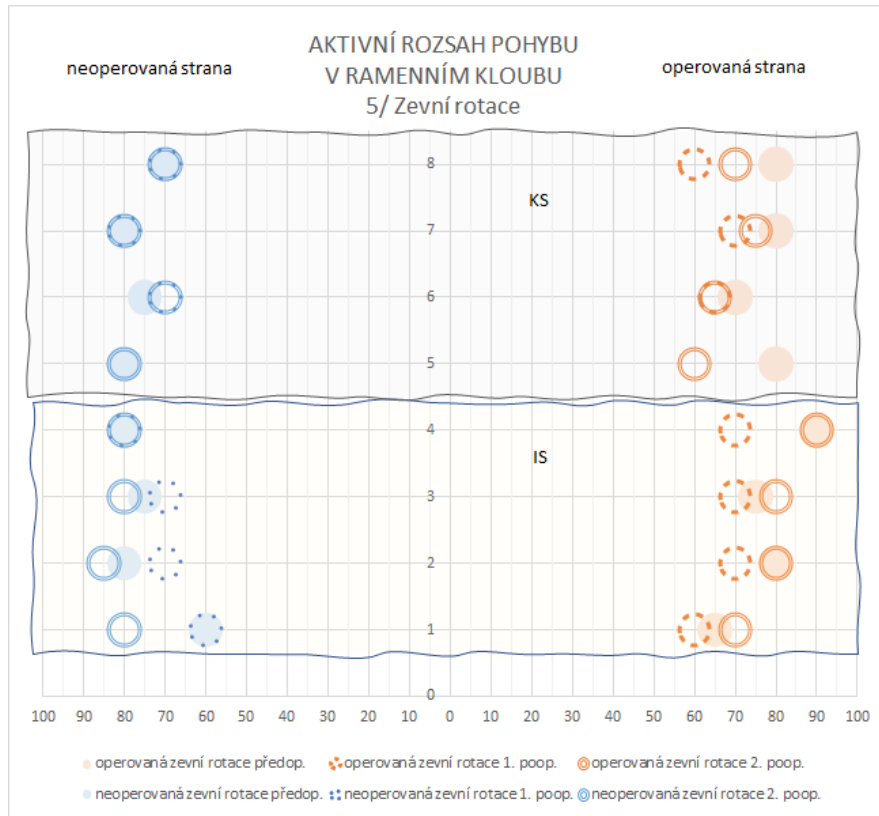 AKTIVNÍ ROZSAH POHYBU
V RAMENNÍM KLOUBU
5/ Zevní rotace
neoperovaná strana
operovaná strana
8
KS
7
6
5
4
IS
3
2
1
0
100 90 80 70 60 50 40 30 20 10 0 10 20 30 40 50 60 70 80 90 100
operovaná zevní rotace předop. operovaná zevní rotace 1. poop. operovaná zevní rotace 2. poop.
neoperovaná zevní rotace předop. neoperovaná zevní rotace 1. poop. neoperovaná zevní rotace 2. poop.